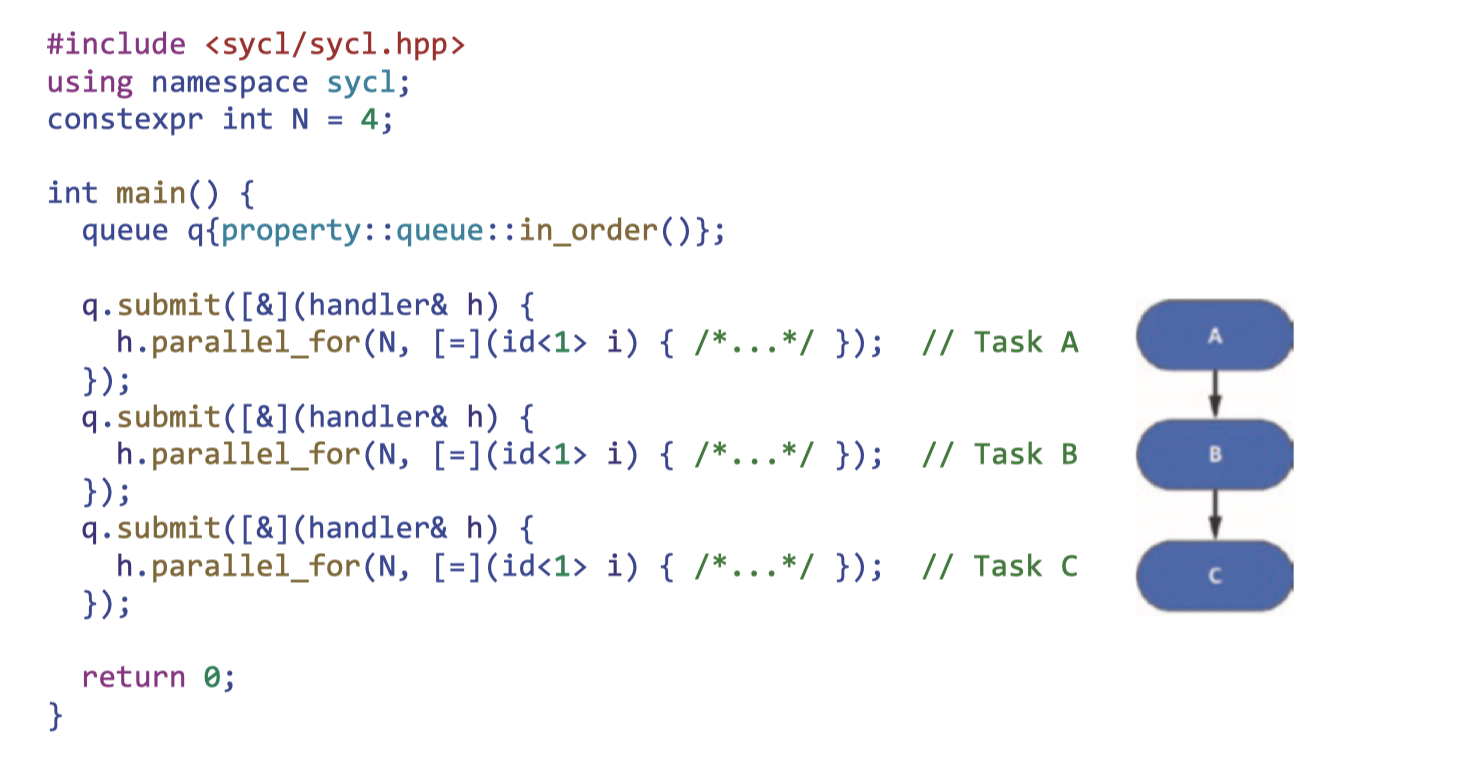 #include <sycl/sycl.hpp>
using namespace sycl;
constexpr int N = 4;
int main() {
  queue q{property::queue::in_order()};
  q.submit([&](handler& h) {
    h.parallel_for(N, [=](id<1> i) { /*...*/ });  // Task A
  });
  q.submit([&](handler& h) {
    h.parallel_for(N, [=](id<1> i) { /*...*/ });  // Task B
  });
  q.submit([&](handler& h) {
    h.parallel_for(N, [=](id<1> i) { /*...*/ });  // Task C
  });
  return 0;
}
A
B
C